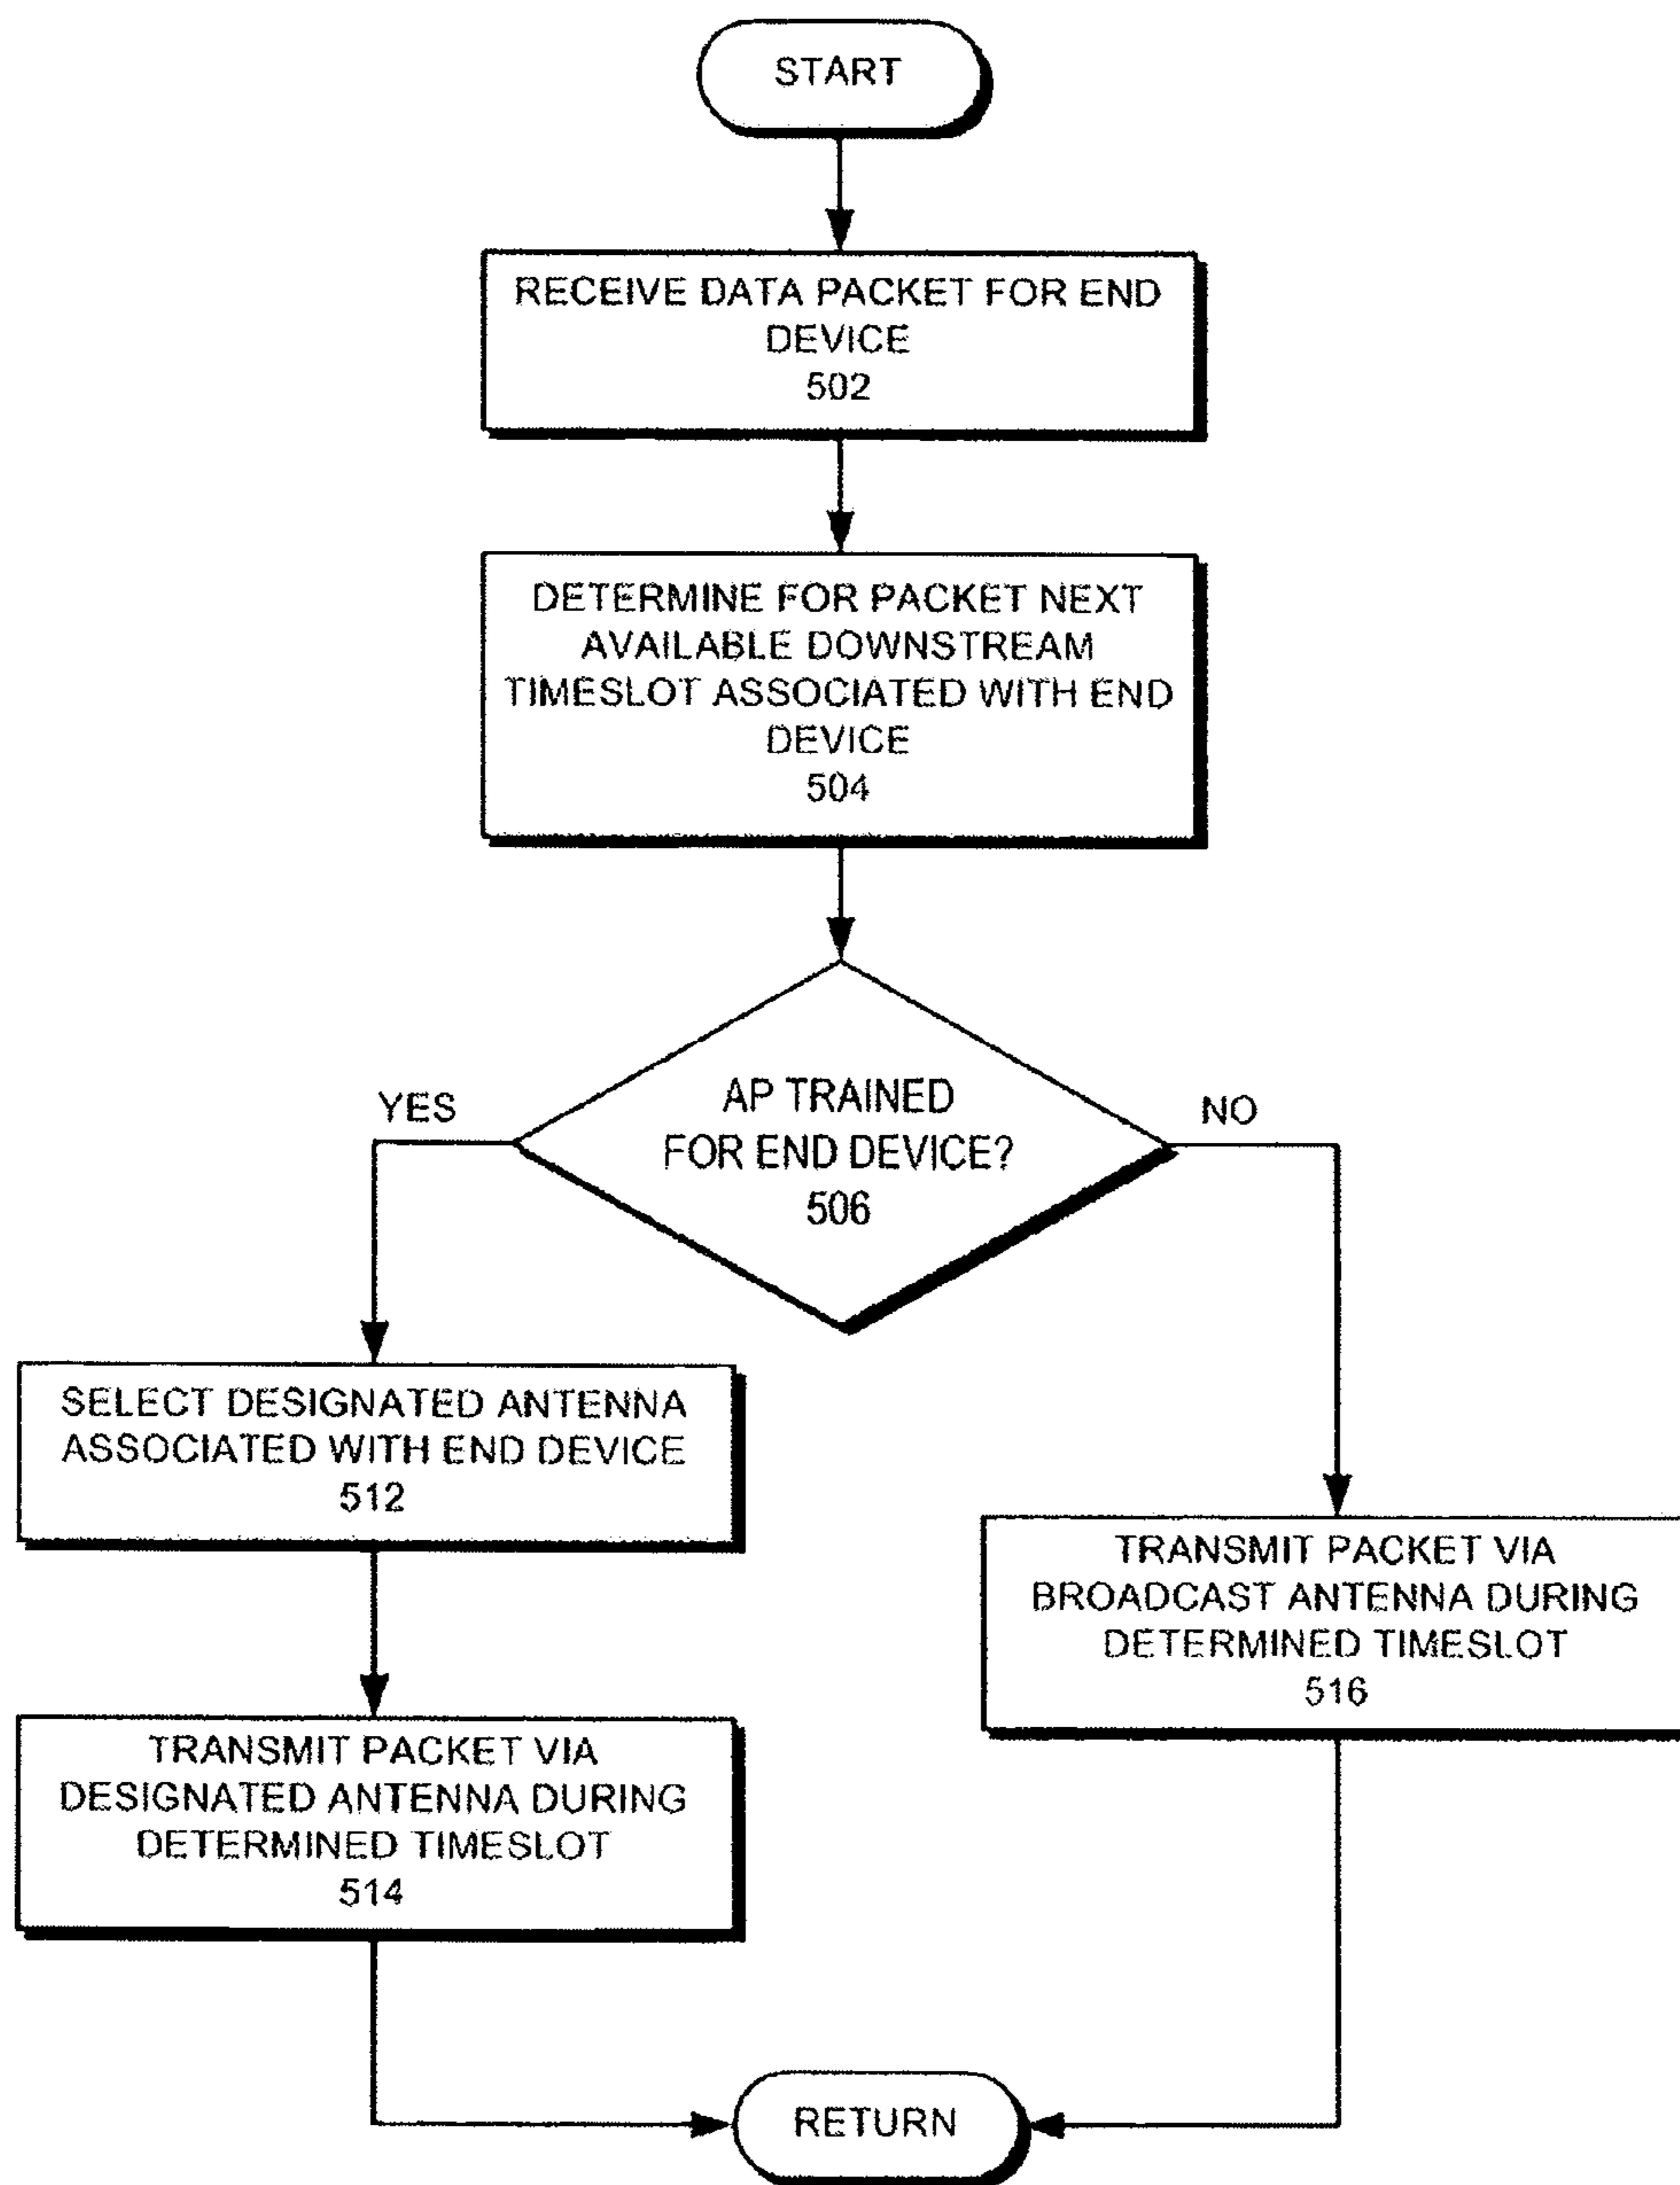 START
RECEIVE DATA PACKET FOR END
DEVICE
502
DETERMINE FOR PACKET NEXT
AVAILABLE DOWNSTREAM
TIMESLOT ASSOCIATED WITH END
DEVICE
504
AP TRAINED
FOR END DEVICE?
506
YES
NO
SELECT DESIGNATED ANTENNA
ASSOCIATED WITH END DEVICE
512
TRANSMIT PACKET VIA
DESIGNATED ANTENNA DURING
DETERMINED TIMESLOT
514
TRANSMIT PACKET VIA
BROADCAST ANTENNA DURING
DETERMINED TIMESLOT
516
RETURN